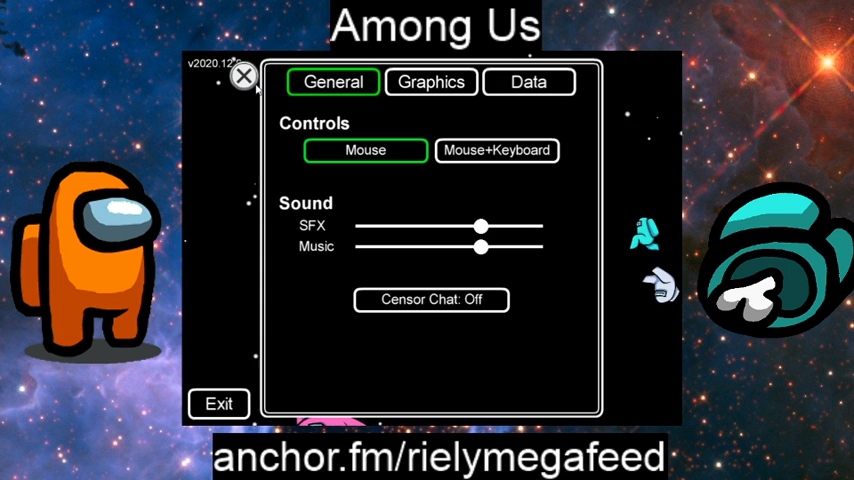 Among Us
v2020.12.
General Graphics Data
Controls
Mouse Mouse+Keyboard
Sound
SFX
Music
Censor Chat: Off
Exit
anchor.fm/rielymegafeed